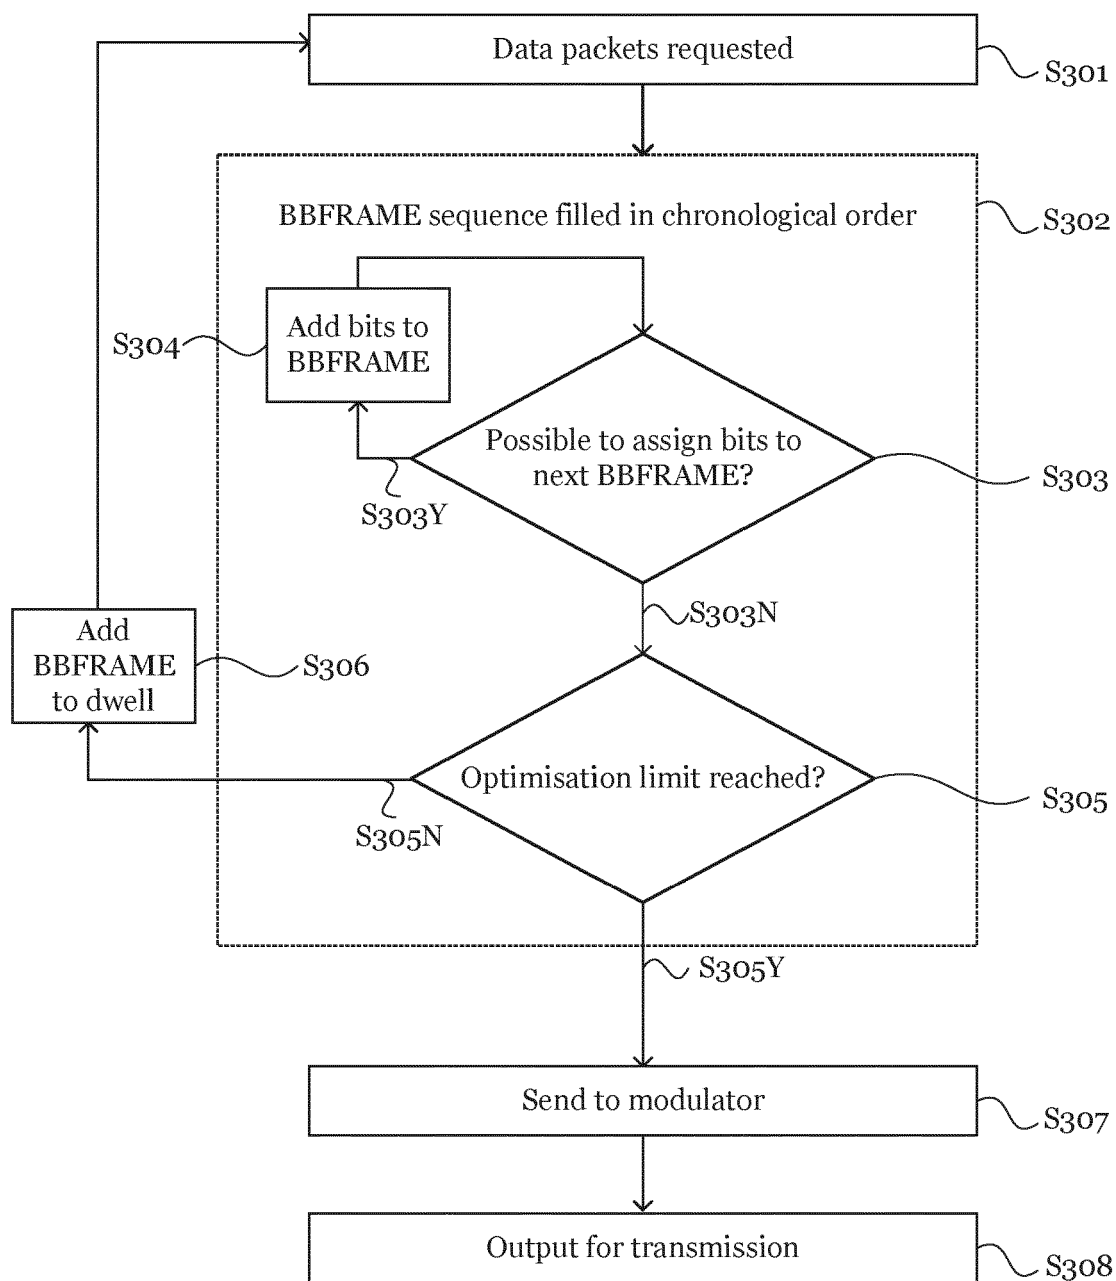 Data packets requested
S301
BBFRAME sequence filled in chronological order
S302
Add bits to
BBFRAME
S304
Possible to assign bits to
next BBFRAME?
S303
S303Y
S303N
Add
BBFRAME
to dwell
S306
Optimisation limit reached?
S305
S305N
S305Y
Send to modulator
S307
Output for transmission
S308